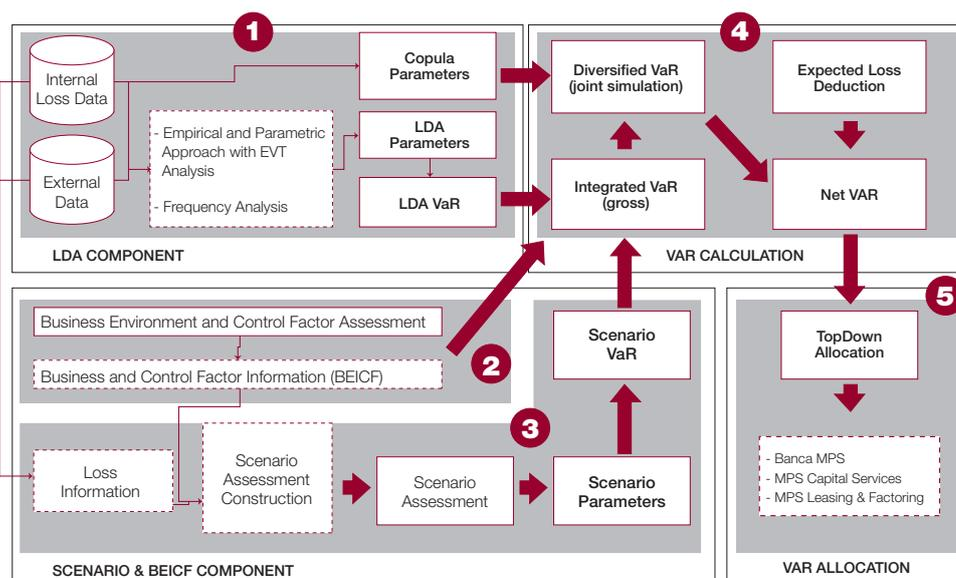 1
Internal
Loss Data
External
Data
- Empirical and Parametric
Approach with EVT
Analysis
- Frequency Analysis
Copula
Parameters
LDA
Parameters
LDA VaR
LDA COMPONENT
4
Diversified VaR
(joint simulation)
Expected Loss
Deduction
Integrated VaR
(gross)
Net VAR
VAR CALCULATION
Business Environment and Control Factor Assessment
Business and Control Factor Information (BEICF)
2
3
Loss
Information
Scenario
Assessment
Construction
Scenario
Assessment
Scenario
Parameters
Scenario
VaR
SCENARIO & BEICF COMPONENT
5
TopDown
Allocation
- Banca MPS
- MPS Capital Services
- MPS Leasing & Factoring
VAR ALLOCATION